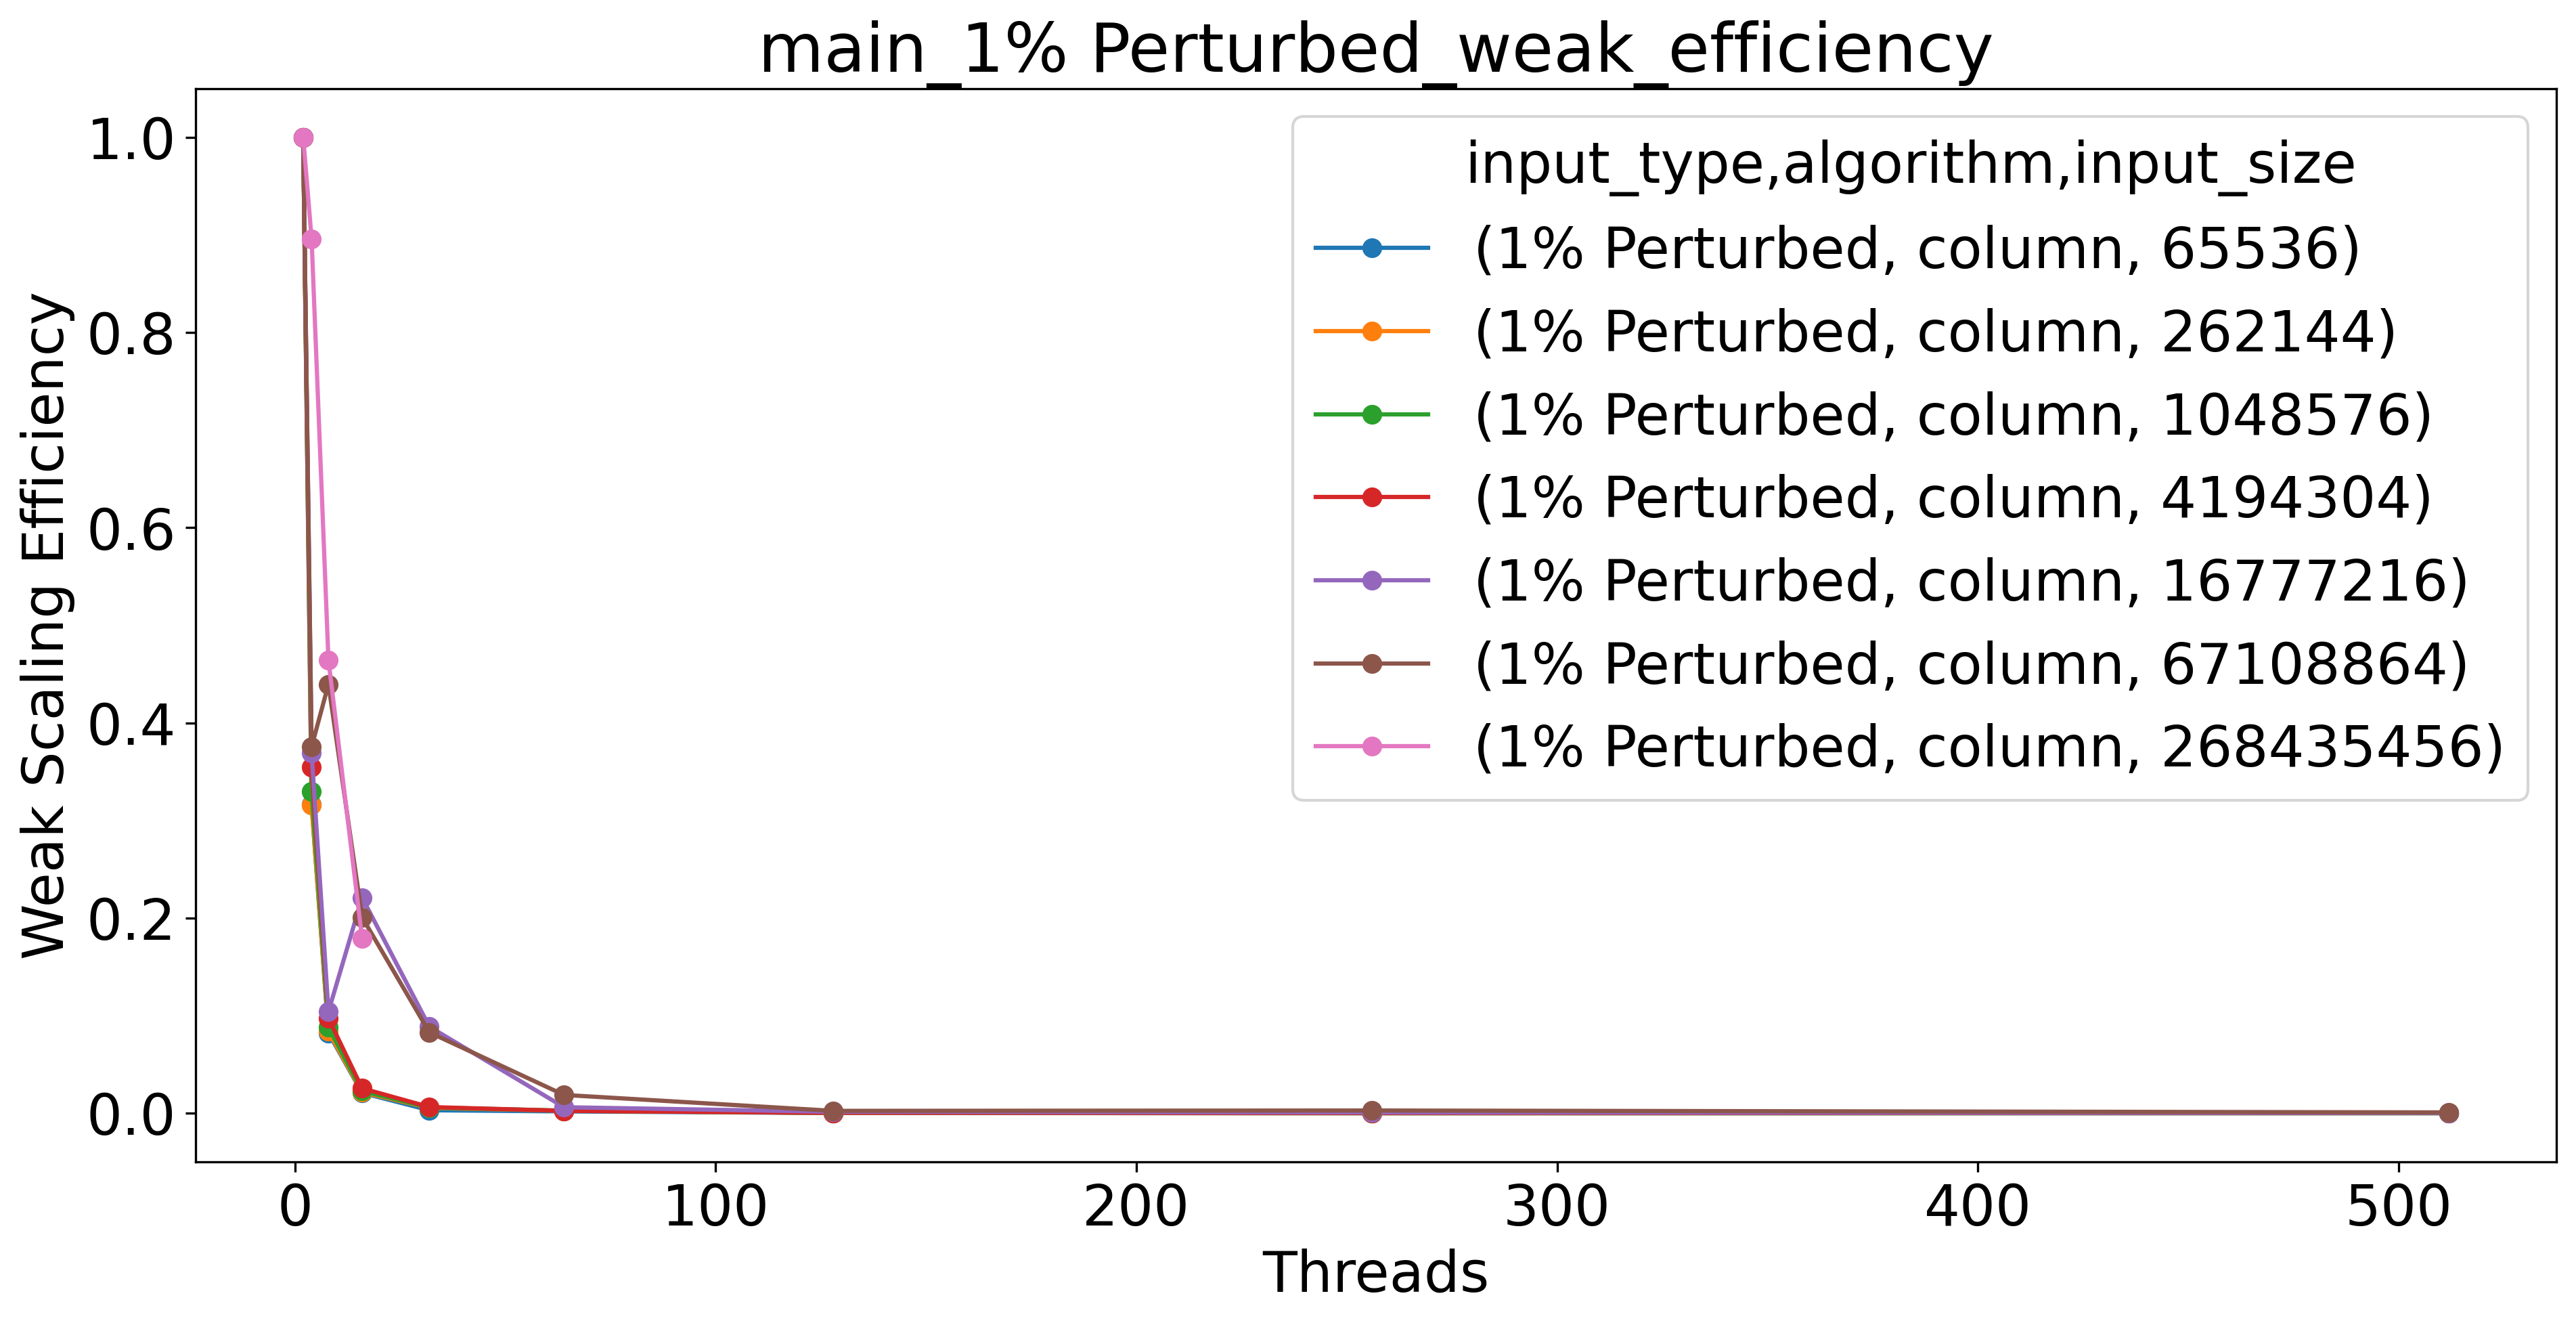 main_1% Perturbed_weak_efficiency
Weak Scaling Efficiency
1.0
0.8
0.6
0.4
0.2
0.0
input_type,algorithm,input_size
(1% Perturbed, column, 65536)
(1% Perturbed, column, 262144)
(1% Perturbed, column, 1048576)
(1% Perturbed, column, 4194304)
(1% Perturbed, column, 16777216)
(1% Perturbed, column, 67108864)
(1% Perturbed, column, 268435456)
0 100 200 300 400 500
Threads